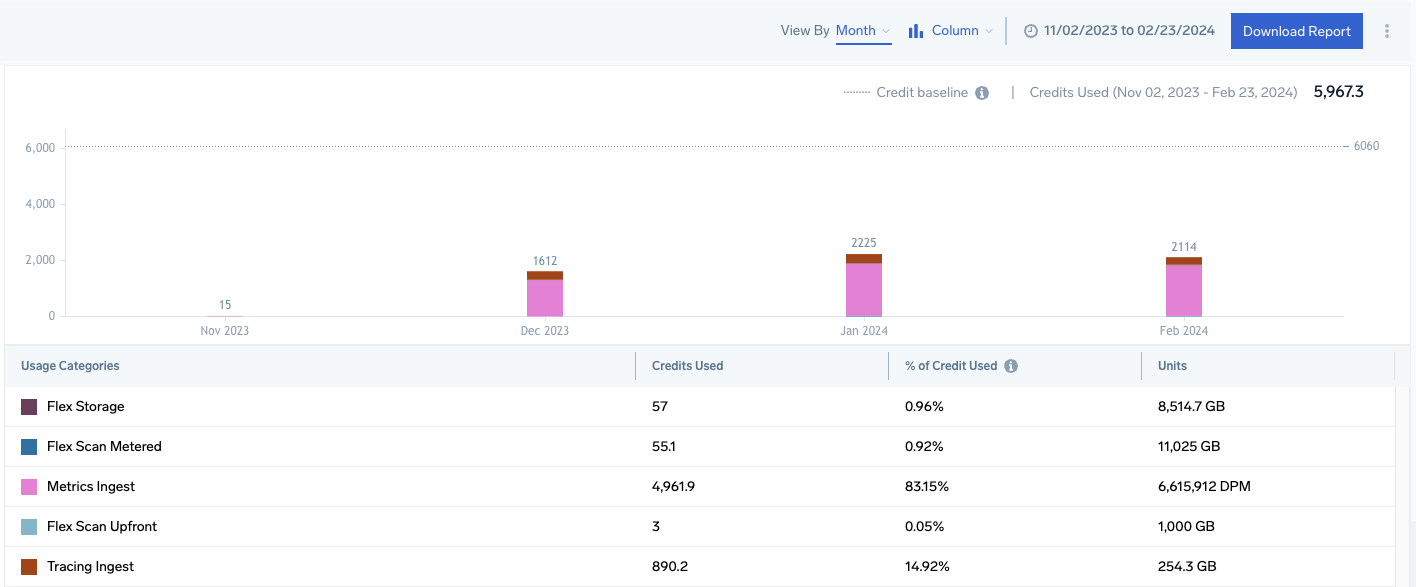 View By Month Column 11/02/2023 to 02/23/2024 Download Report
Credit baseline | Credits Used (Nov 02, 2023 - Feb 23, 2024) 5,967.3
6,000 6060
4,000
2225
2114
2,000 1612
15
0
Nov 2023 Dec 2023 Jan 2024 Feb 2024
Usage Categories Credits Used % of Credit Used Units
Flex Storage 57 0.96% 8,514.7 GB
Flex Scan Metered 55.1 0.92% 11,025 GB
Metrics Ingest 4,961.9 83.15% 6,615,912 DPM
Flex Scan Upfront 3 0.05% 1,000 GB
Tracing Ingest 890.2 14.92% 254.3 GB